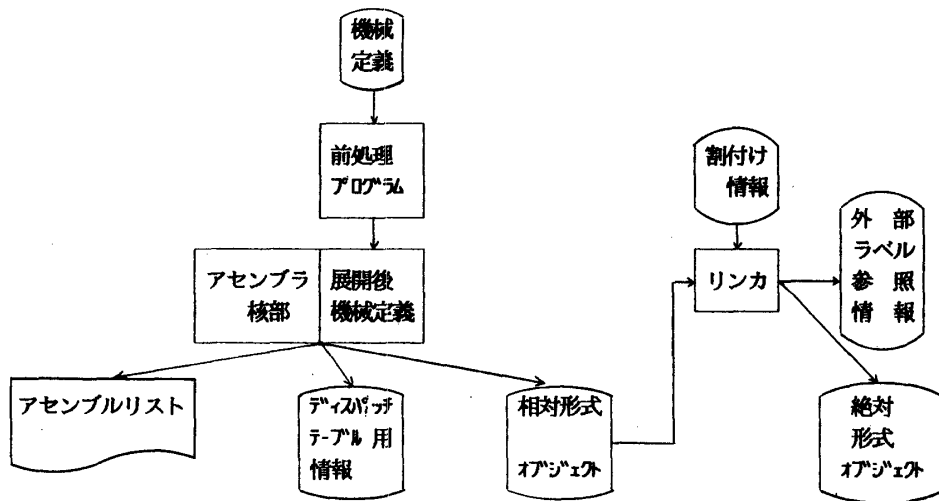 機械
定義
前処理
プログラム
アセンブラ
核部
展開後
機械定義
アセンブルリスト
ディスパッチ
テーブル 用
情報
相対形式
オブジェクト
割付け
情報
リンカ
外 部
ラベル
参 照
情 報
絶対
形式
オブジェクト